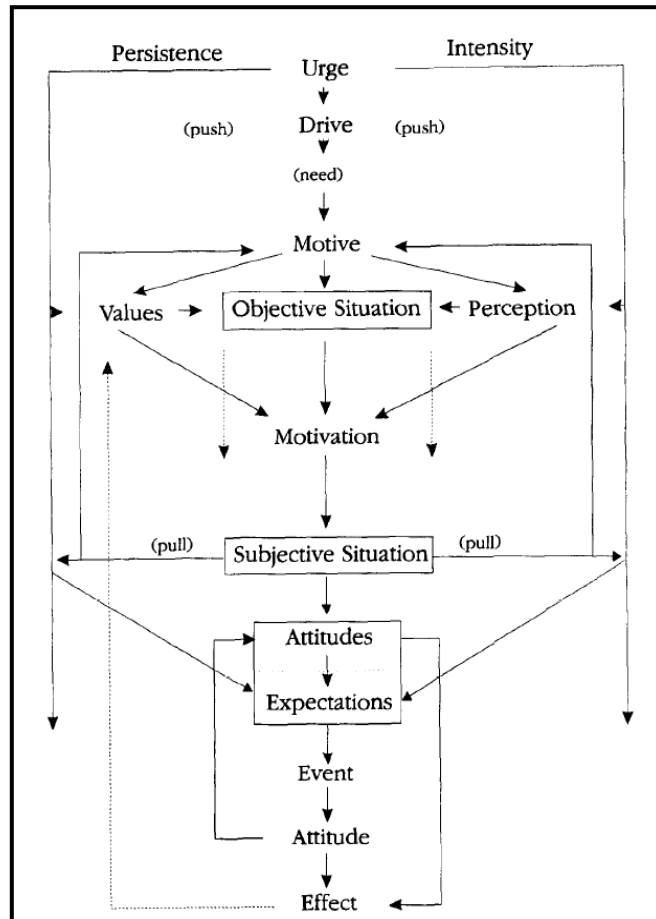 Persistence
Intensity
Urge
(push)
Drive
(push)
(need)
Motive
Values
Objective Situation
Perception
Motivation
(pull)
Subjective Situation
(pull)
Attitudes
Expectations
Event
Attitude
Effect